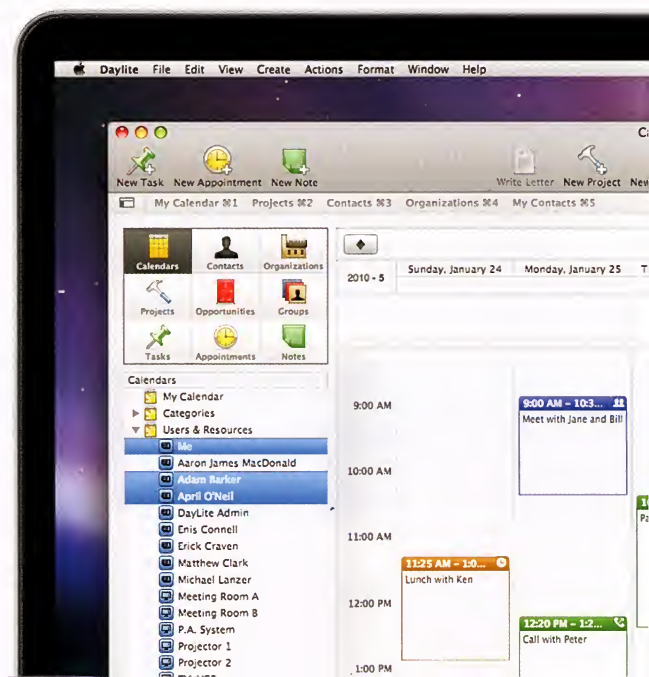 Daylite File Edit View Create Actions Format Window Help
New Task New Appointment New Note Write Letter New Project New
My Calendar ⌘1 Projects ⌘2 Contacts ⌘3 Organizations ⌘4 My Contacts ⌘5
Calendars Contacts Organizations
Projects Opportunities Groups
Tasks Appointments Notes
2010 - 5 Sunday, January 24 Monday, January 25
Calendars
My Calendar
Categories
Users & Resources
Me
Aaron James MacDonald
Adam Barker
April O'Neil
DayLite Admin
Enis Connell
Erick Craven
Matthew Clark
Michael Lanzer
Meeting Room A
Meeting Room B
P.A. System
Projector 1
Projector 2
9:00 AM
9:00 AM – 10:3...
Meet with Jane and Bill
10:00 AM
11:00 AM
11:25 AM – 1:0...
Lunch with Ken
12:00 PM
12:20 PM – 1:2...
Call with Peter
1:00 PM